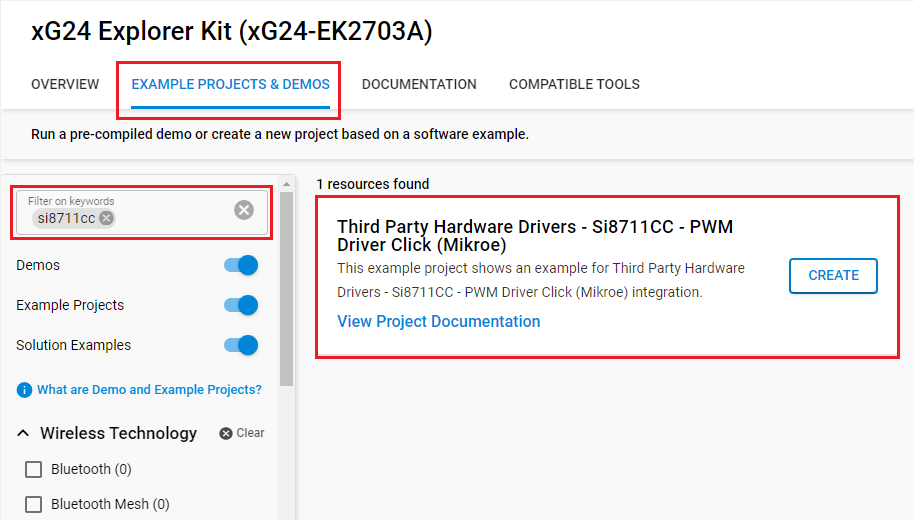 xG24 Explorer Kit (xG24-EK2703A)
OVERVIEW EXAMPLE PROJECTS & DEMOS DOCUMENTATION COMPATIBLE TOOLS
Run a pre-compiled demo or create a new project based on a software example.
Filter on keywords
si8711cc
Demos
Example Projects
Solution Examples
What are Demo and Example Projects?
Wireless Technology Clear
Bluetooth (0)
Bluetooth Mesh (0)
1 resources found
Third Party Hardware Drivers - Si8711CC - PWM
Driver Click (Mikroe)
This example project shows an example for Third Party Hardware
Drivers - Si8711CC - PWM Driver Click (Mikroe) integration.
View Project Documentation
CREATE